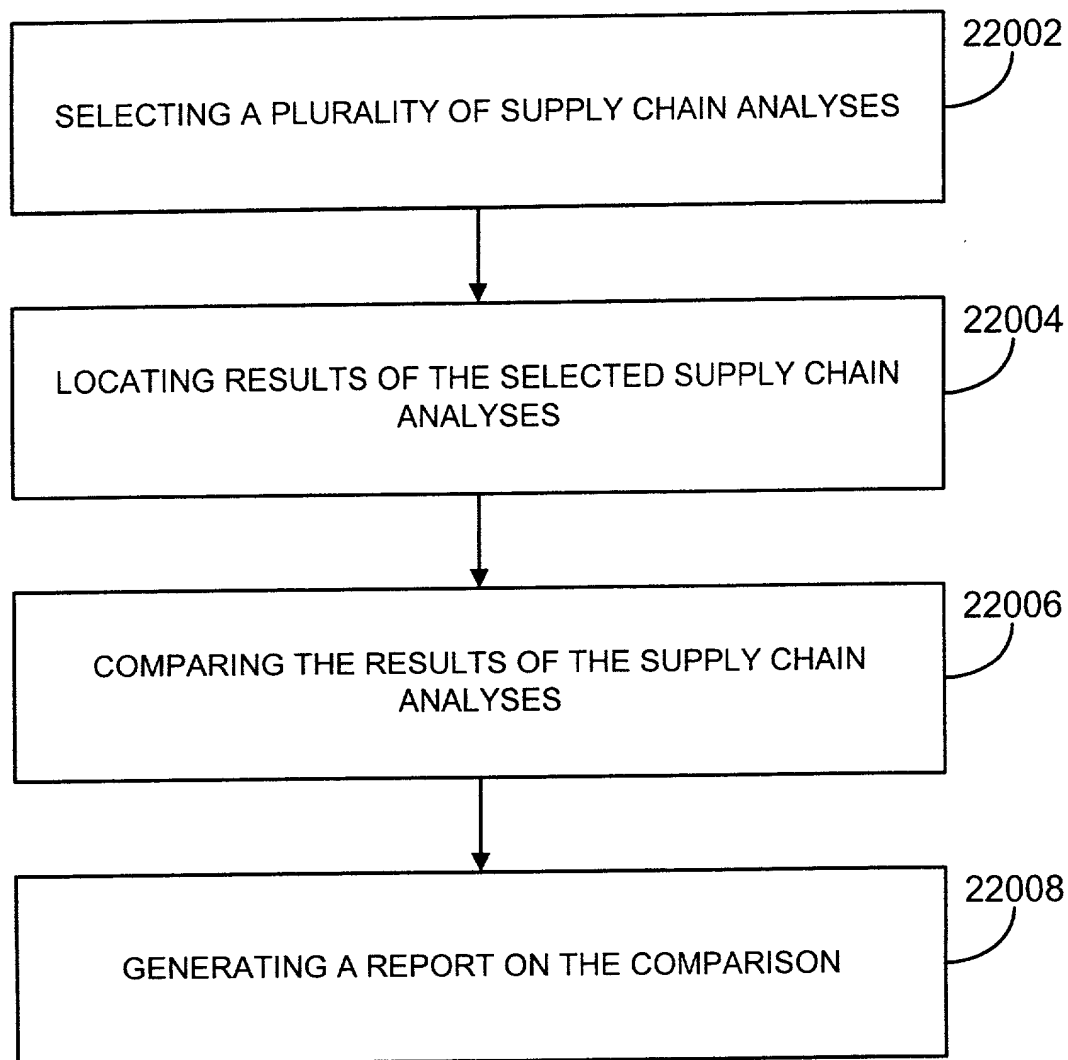 22002
SELECTING A PLURALITY OF SUPPLY CHAIN ANALYSES
22004
LOCATING RESULTS OF THE SELECTED SUPPLY CHAIN
ANALYSES
22006
COMPARING THE RESULTS OF THE SUPPLY CHAIN
ANALYSES
22008
GENERATING A REPORT ON THE COMPARISON